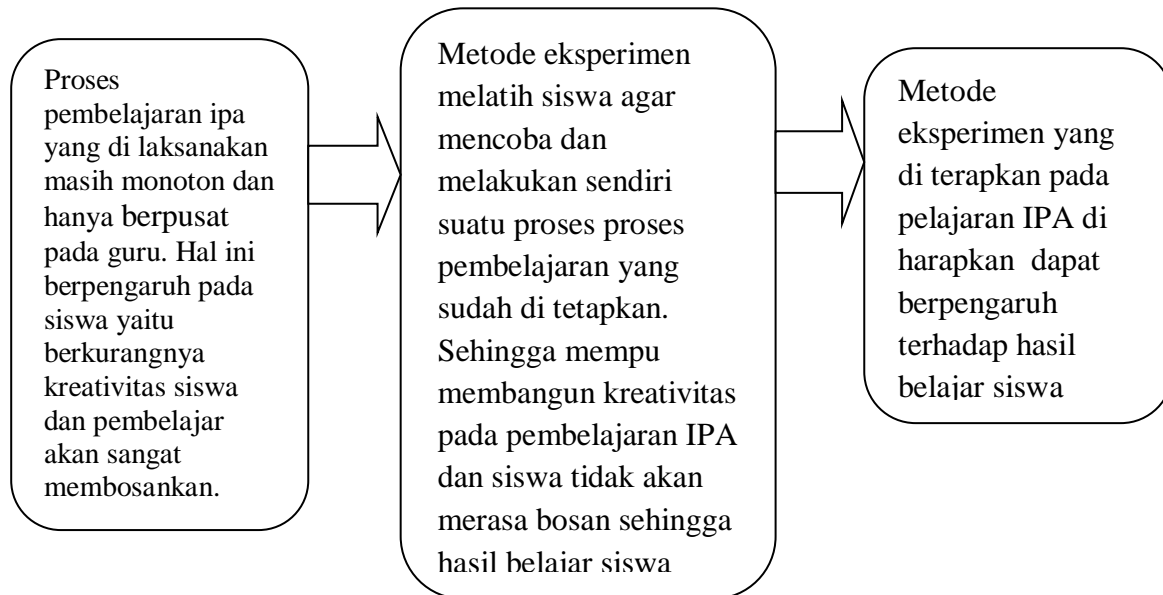 Proses
pembelajaran ipa
yang di laksanakan
masih monoton dan
hanya berpusat
pada guru. Hal ini
berpengaruh pada
siswa yaitu
berkurangnya
kreativitas siswa
dan pembelajar
akan sangat
membosankan.
Metode eksperimen
melatih siswa agar
mencoba dan
melakukan sendiri
suatu proses proses
pembelajaran yang
sudah di tetapkan.
Sehingga mempu
membangun kreativitas
pada pembelajaran IPA
dan siswa tidak akan
merasa bosan sehingga
hasil belajar siswa
Metode
eksperimen yang
di terapkan pada
pelajaran IPA di
harapkan dapat
berpengaruh
terhadap hasil
belajar siswa